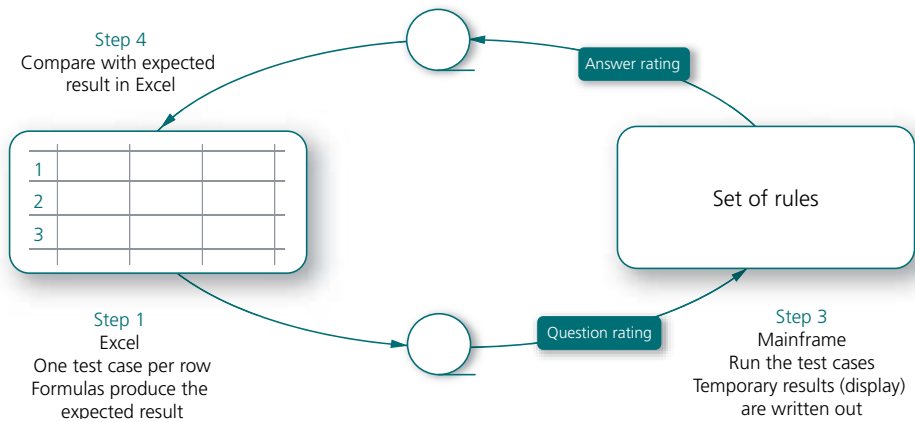 Step 4
Compare with expected
result in Excel
Answer rating
1
2
3
Set of rules
Step 1
Excel
One test case per row
Formulas produce the
expected result
Question rating
Step 3
Mainframe
Run the test cases
Temporary results (display)
are written out